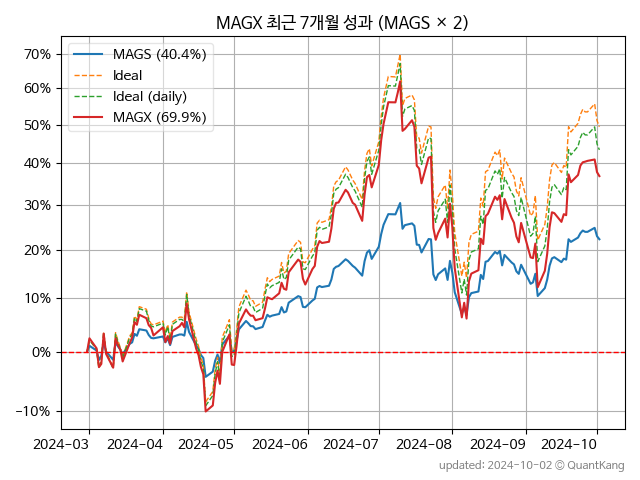 MAGX 최근 7개월 성과 (MAGS × 2)
MAGS (40.4%)
Ideal
Ideal (daily)
MAGX (69.9%)
70%
60%
50%
40%
30%
20%
10%
0%
−10%
2024-03 2024-04 2024-05 2024-06 2024-07 2024-08 2024-09 2024-10
updated: 2024-10-02 © QuantKang